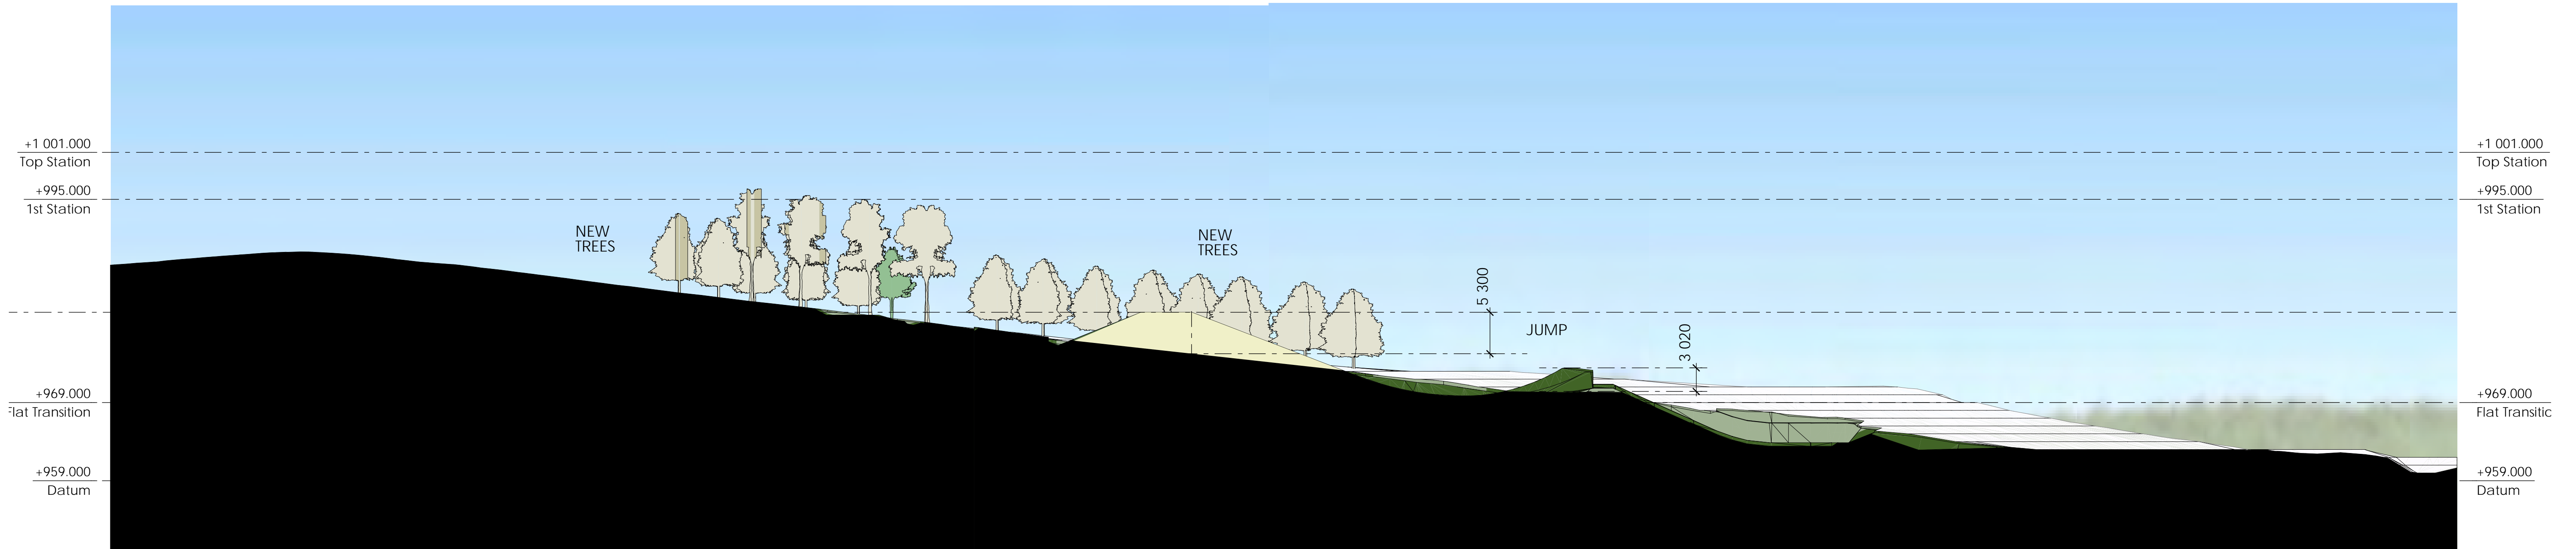 +1 001.000
Top Station
+995.000
1st Station
+969.000
Flat Transition
+959.000
Datum
NEW
TREES
NEW
TREES
5 300
JUMP
3 020
+1 001.000
Top Station
+995.000
1st Station
+969.000
Flat Transitic
+959.000
Datum